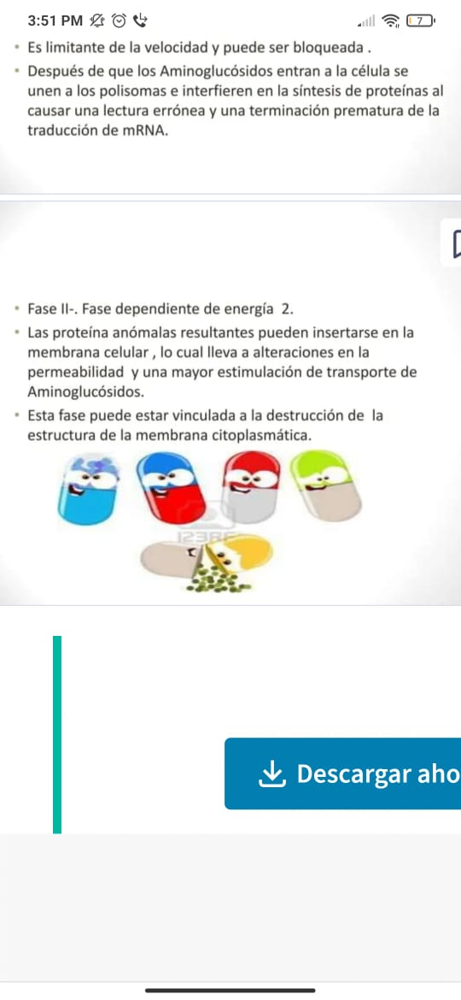 3:51 PM
7
• Es limitante de la velocidad y puede ser bloqueada .
• Después de que los Aminoglucósidos entran a la célula se
unen a los polisomas e interfieren en la síntesis de proteínas al
causar una lectura errónea y una terminación prematura de la
traducción de mRNA.
• Fase II-. Fase dependiente de energía 2.
• Las proteína anómalas resultantes pueden insertarse en la
membrana celular , lo cual lleva a alteraciones en la
permeabilidad y una mayor estimulación de transporte de
Aminoglucósidos.
• Esta fase puede estar vinculada a la destrucción de la
estructura de la membrana citoplasmática.
123RF
Descargar aho